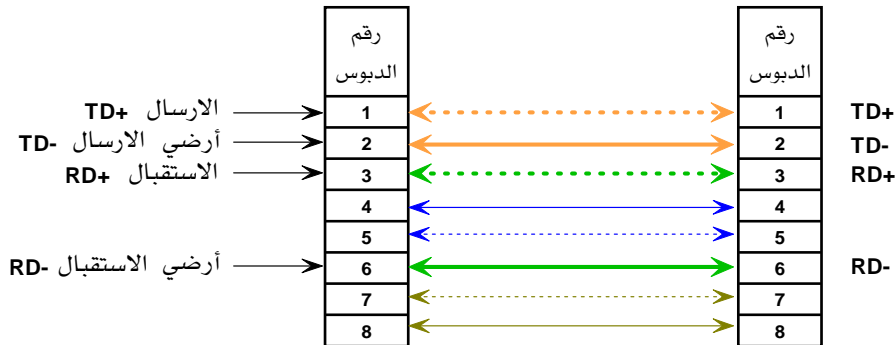 رقم الدبوس
رقم الدبوس
الارسال TD+ 1 1 TD+
أرضي الارسال TD- 2 2 TD-
الاستقبال RD+ 3 3 RD+
4 4
5 5
أرضي الاستقبال RD- 6 6 RD-
7 7
8 8